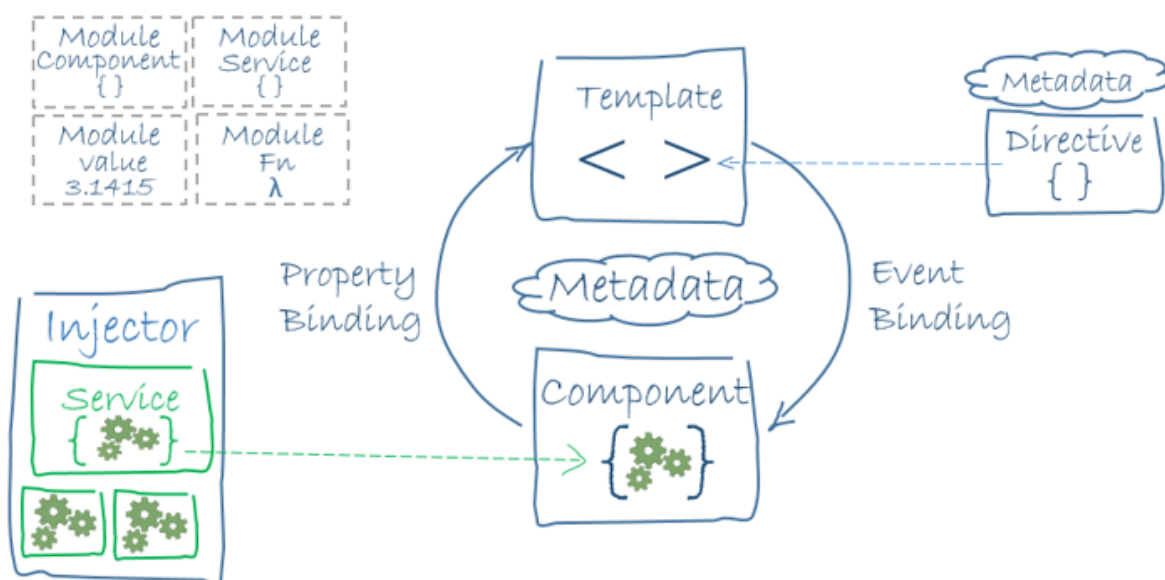 Module
Component
{ }
Module
Service
{ }
Module
value
3.1415
Module
Fn
λ
Template
< >
Metadata
Directive
{ }
Property
Binding
Metadata
Event
Binding
Injector
Service
{ }
Component
{ }